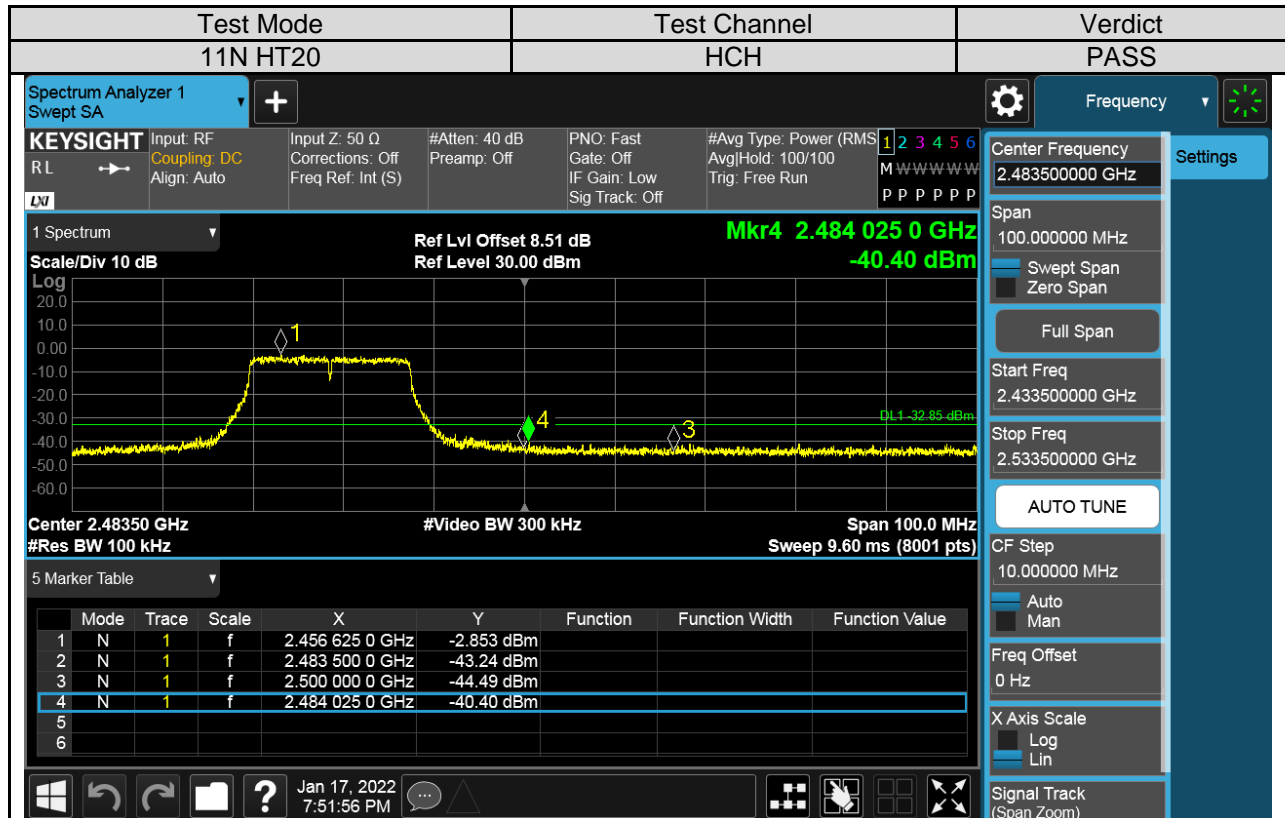 Test Mode Test Channel Verdict
11N HT20 HCH PASS
Spectrum Analyzer 1
Swept SA
+
Frequency
KEYSIGHT
RL
LXI
Input: RF
Coupling: DC
Align: Auto
Input Z: 50 Ω
Corrections: Off
Freq Ref: Int (S)
#Atten: 40 dB
Preamp: Off
PNO: Fast
Gate: Off
IF Gain: Low
Sig Track: Off
#Avg Type: Power (RMS
Avg|Hold: 100/100
Trig: Free Run
1 2 3 4 5 6
M W W W W W
P P P P P P
1 Spectrum
Scale/Div 10 dB
Ref Lvl Offset 8.51 dB
Ref Level 30.00 dBm
Mkr4 2.484 025 0 GHz
-40.40 dBm
Log
20.0
10.0
0.00
-10.0
-20.0
-30.0
-40.0
-50.0
-60.0
1
4
3
DL1 -32.85 dBm
Center 2.48350 GHz
#Res BW 100 kHz
#Video BW 300 kHz
Span 100.0 MHz
Sweep 9.60 ms (8001 pts)
5 Marker Table
Mode Trace Scale X Y Function Function Width Function Value
1 N 1 f 2.456 625 0 GHz -2.853 dBm
2 N 1 f 2.483 500 0 GHz -43.24 dBm
3 N 1 f 2.500 000 0 GHz -44.49 dBm
4 N 1 f 2.484 025 0 GHz -40.40 dBm
5
6
?
Jan 17, 2022
7:51:56 PM
Center Frequency
2.483500000 GHz
Settings
Span
100.000000 MHz
Swept Span
Zero Span
Full Span
Start Freq
2.433500000 GHz
Stop Freq
2.533500000 GHz
AUTO TUNE
CF Step
10.000000 MHz
Auto
Man
Freq Offset
0 Hz
X Axis Scale
Log
Lin
Signal Track
(Span Zoom)